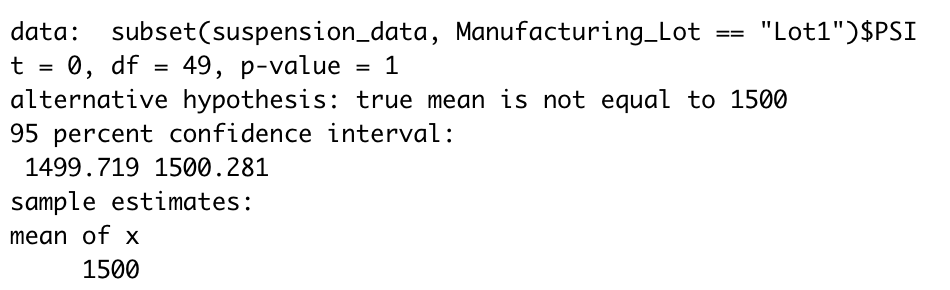 data:  subset(suspension_data, Manufacturing_Lot == "Lot1")$PSI
t = 0, df = 49, p-value = 1
alternative hypothesis: true mean is not equal to 1500
95 percent confidence interval:
 1499.719 1500.281
sample estimates:
mean of x
     1500